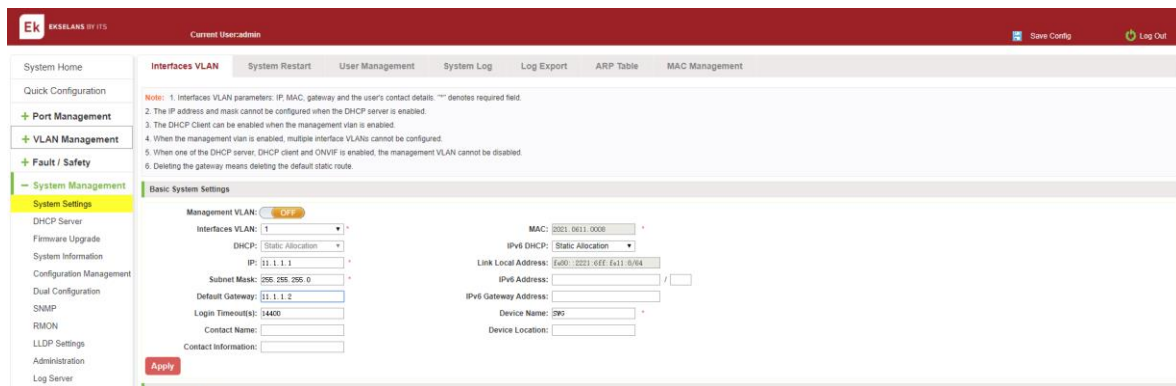 Ek EKSELANS BY ITS
Current User:admin
Save Config
Log Out
System Home
Quick Configuration
+ Port Management
+ VLAN Management
+ Fault / Safety
− System Management
System Settings
DHCP Server
Firmware Upgrade
System Information
Configuration Management
Dual Configuration
SNMP
RMON
LLDP Settings
Administration
Log Server
Interfaces VLAN System Restart User Management System Log Log Export ARP Table MAC Management
Note: 1. Interfaces VLAN parameters: IP, MAC, gateway and the user's contact details. "*" denotes required field.
2. The IP address and mask cannot be configured when the DHCP server is enabled.
3. The DHCP Client can be enabled when the management vlan is enabled.
4. When the management vlan is enabled, multiple interface VLANs cannot be configured.
5. When one of the DHCP server, DHCP client and ONVIF is enabled, the management VLAN cannot be disabled.
6. Deleting the gateway means deleting the default static route.
Basic System Settings
Management VLAN: OFF
Interfaces VLAN: 1 * MAC: 2021.0611.0008 *
DHCP: Static Allocation IPv6 DHCP: Static Allocation
IP: 11.1.1.1 * Link Local Address: fe80::2221:6ff:fe11:8/64
Subnet Mask: 255.255.255.0 * IPv6 Address: /
Default Gateway: 11.1.1.2 IPv6 Gateway Address:
Login Timeout(s): 14400 Device Name: SWG *
Contact Name: Device Location:
Contact Information:
Apply